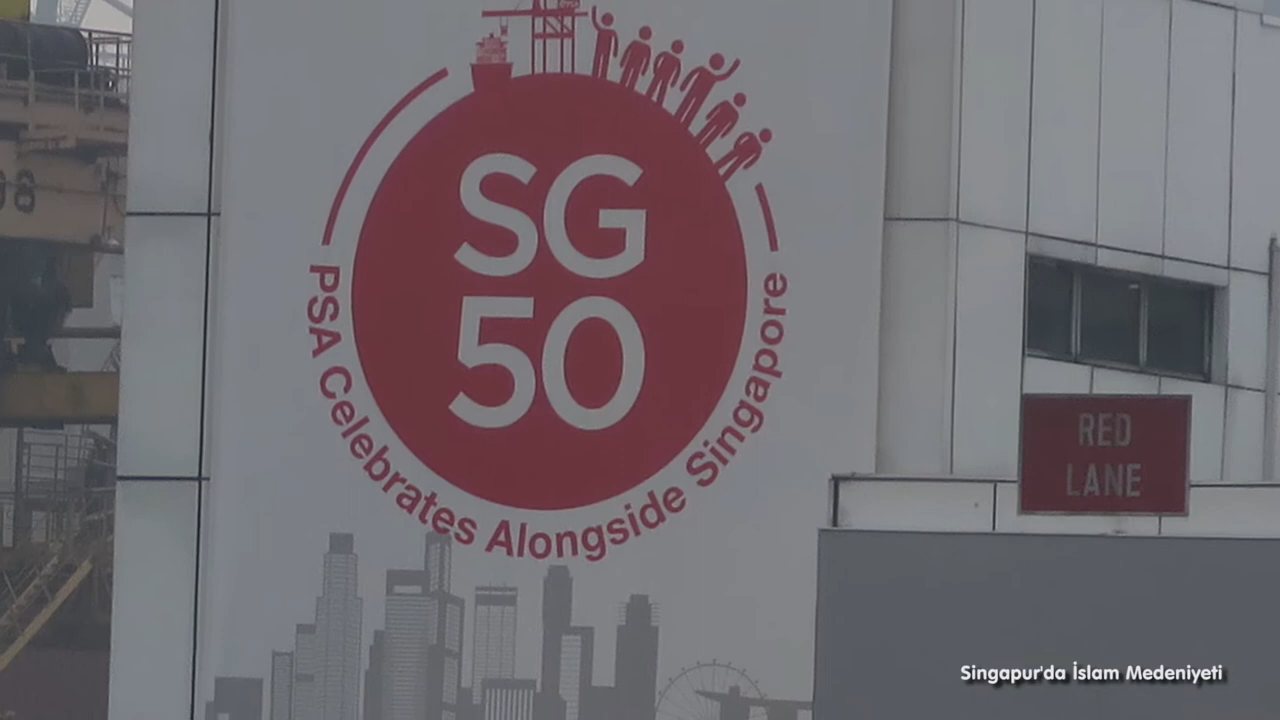 SG
50
PSA Celebrates Alongside Singapore
RED
LANE
Singapur'da İslam Medeniyeti